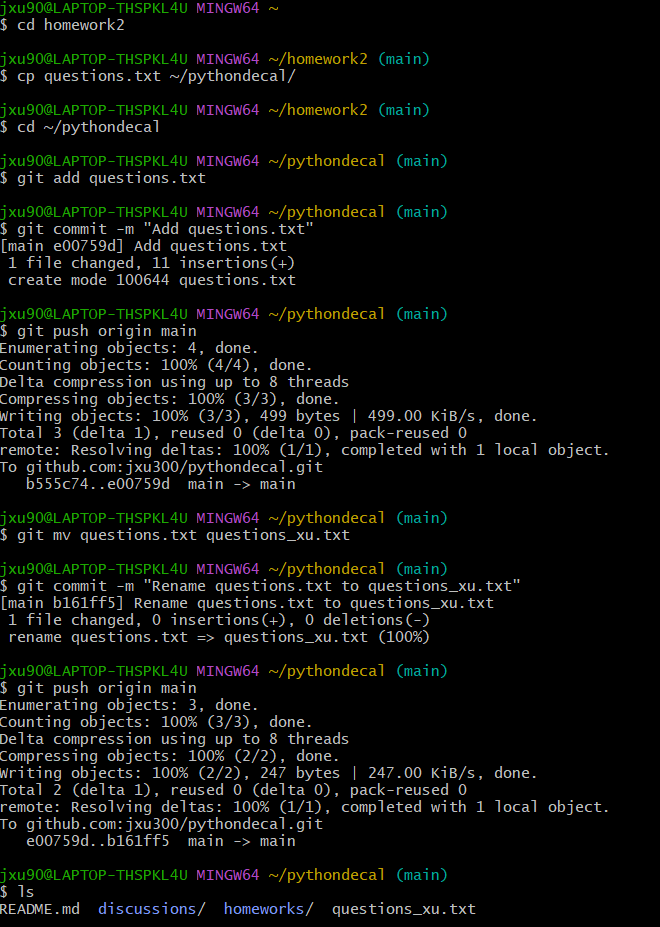 jxu90@LAPTOP-THSPKL4U MINGW64 ~
$ cd homework2

jxu90@LAPTOP-THSPKL4U MINGW64 ~/homework2 (main)
$ cp questions.txt ~/pythondecal/

jxu90@LAPTOP-THSPKL4U MINGW64 ~/homework2 (main)
$ cd ~/pythondecal

jxu90@LAPTOP-THSPKL4U MINGW64 ~/pythondecal (main)
$ git add questions.txt

jxu90@LAPTOP-THSPKL4U MINGW64 ~/pythondecal (main)
$ git commit -m "Add questions.txt"
[main e00759d] Add questions.txt
 1 file changed, 11 insertions(+)
 create mode 100644 questions.txt

jxu90@LAPTOP-THSPKL4U MINGW64 ~/pythondecal (main)
$ git push origin main
Enumerating objects: 4, done.
Counting objects: 100% (4/4), done.
Delta compression using up to 8 threads
Compressing objects: 100% (3/3), done.
Writing objects: 100% (3/3), 499 bytes | 499.00 KiB/s, done.
Total 3 (delta 1), reused 0 (delta 0), pack-reused 0
remote: Resolving deltas: 100% (1/1), completed with 1 local object.
To github.com:jxu300/pythondecal.git
   b555c74..e00759d  main -> main

jxu90@LAPTOP-THSPKL4U MINGW64 ~/pythondecal (main)
$ git mv questions.txt questions_xu.txt

jxu90@LAPTOP-THSPKL4U MINGW64 ~/pythondecal (main)
$ git commit -m "Rename questions.txt to questions_xu.txt"
[main b161ff5] Rename questions.txt to questions_xu.txt
 1 file changed, 0 insertions(+), 0 deletions(-)
 rename questions.txt => questions_xu.txt (100%)

jxu90@LAPTOP-THSPKL4U MINGW64 ~/pythondecal (main)
$ git push origin main
Enumerating objects: 3, done.
Counting objects: 100% (3/3), done.
Delta compression using up to 8 threads
Compressing objects: 100% (2/2), done.
Writing objects: 100% (2/2), 247 bytes | 247.00 KiB/s, done.
Total 2 (delta 1), reused 0 (delta 0), pack-reused 0
remote: Resolving deltas: 100% (1/1), completed with 1 local object.
To github.com:jxu300/pythondecal.git
   e00759d..b161ff5  main -> main

jxu90@LAPTOP-THSPKL4U MINGW64 ~/pythondecal (main)
$ ls
README.md  discussions/  homeworks/  questions_xu.txt